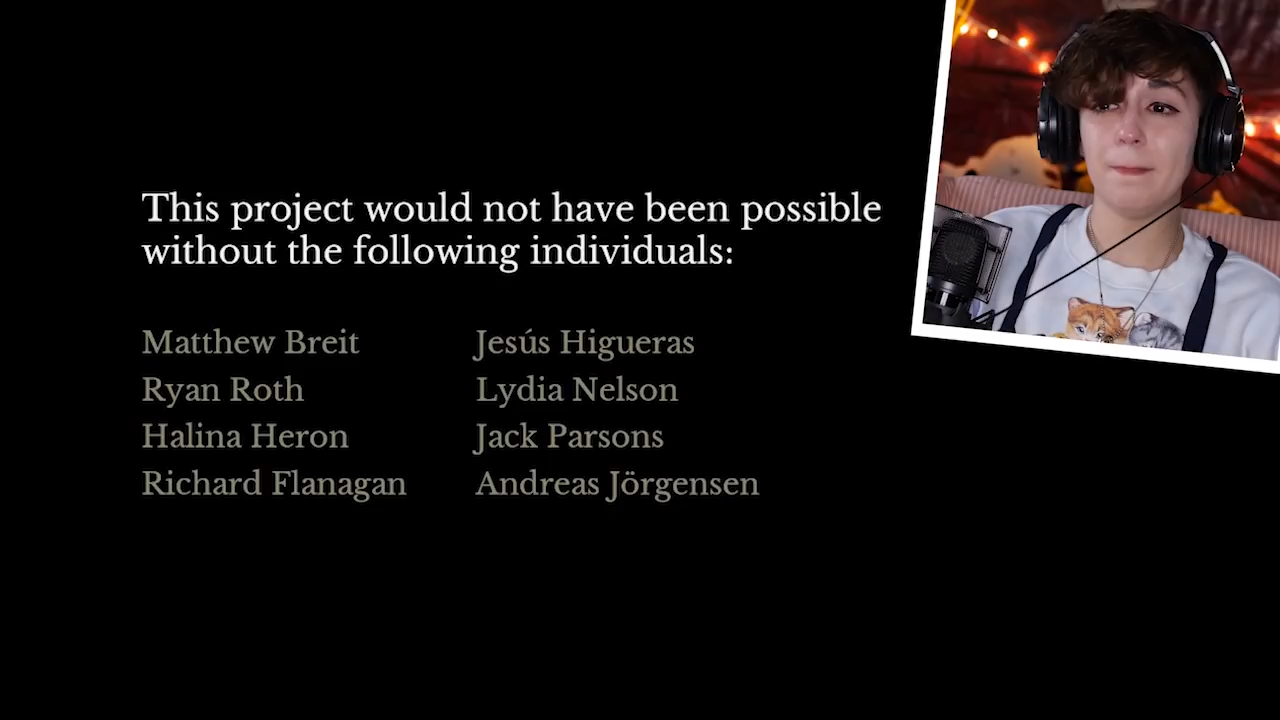 This project would not have been possible
without the following individuals:
Matthew Breit
Ryan Roth
Halina Heron
Richard Flanagan
Jesús Higueras
Lydia Nelson
Jack Parsons
Andreas Jörgensen